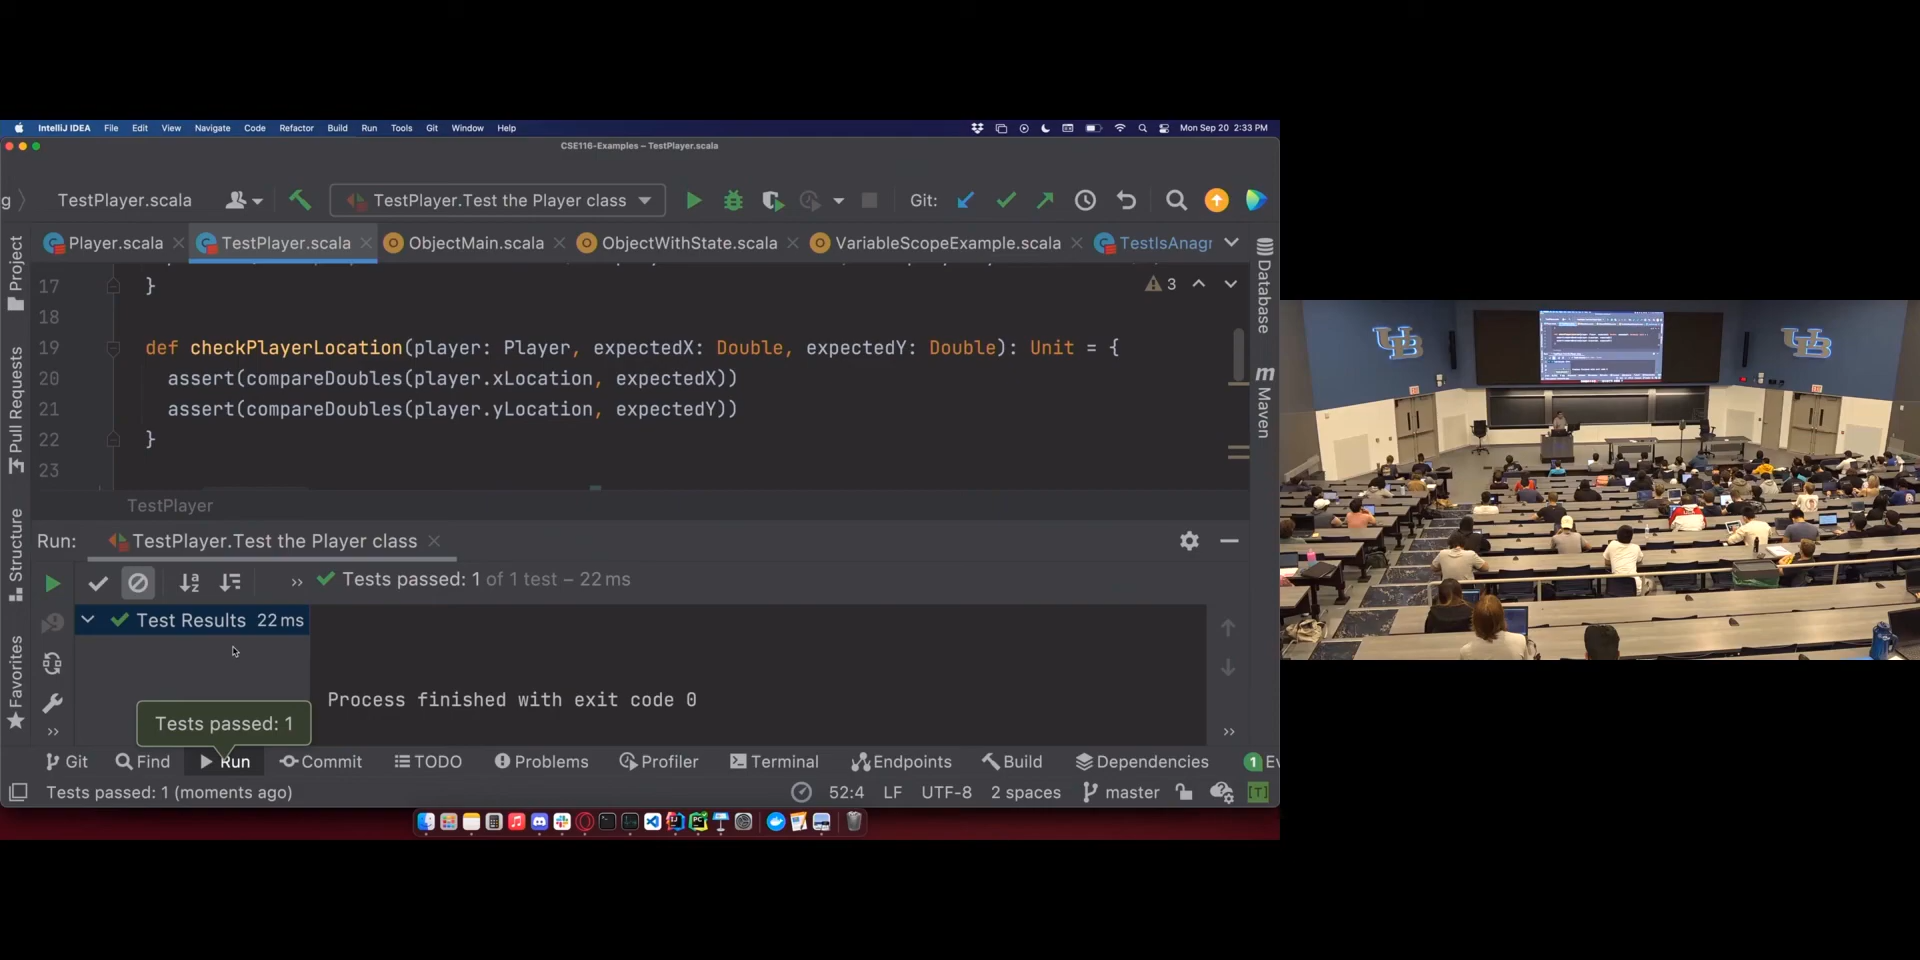 IntelliJ IDEA File Edit View Navigate Code Refactor Build Run Tools Git Window Help Mon Sep 20 2:33 PM
CSE116-Examples – TestPlayer.scala
g TestPlayer.scala TestPlayer.Test the Player class Git:
Player.scala TestPlayer.scala ObjectMain.scala ObjectWithState.scala VariableScopeExample.scala TestIsAnagr
17 } 3
18
19 def checkPlayerLocation(player: Player, expectedX: Double, expectedY: Double): Unit = {
20 assert(compareDoubles(player.xLocation, expectedX))
21 assert(compareDoubles(player.yLocation, expectedY))
22 }
23
TestPlayer
Run: TestPlayer.Test the Player class
» ✓ Tests passed: 1 of 1 test – 22 ms
Test Results 22 ms
Process finished with exit code 0
Tests passed: 1
Git Find Run Commit TODO Problems Profiler Terminal Endpoints Build Dependencies 1 Ev
Tests passed: 1 (moments ago) 52:4 LF UTF-8 2 spaces master [T]
Project
Pull Requests
Structure
Favorites
Database
m Maven
UB
UB